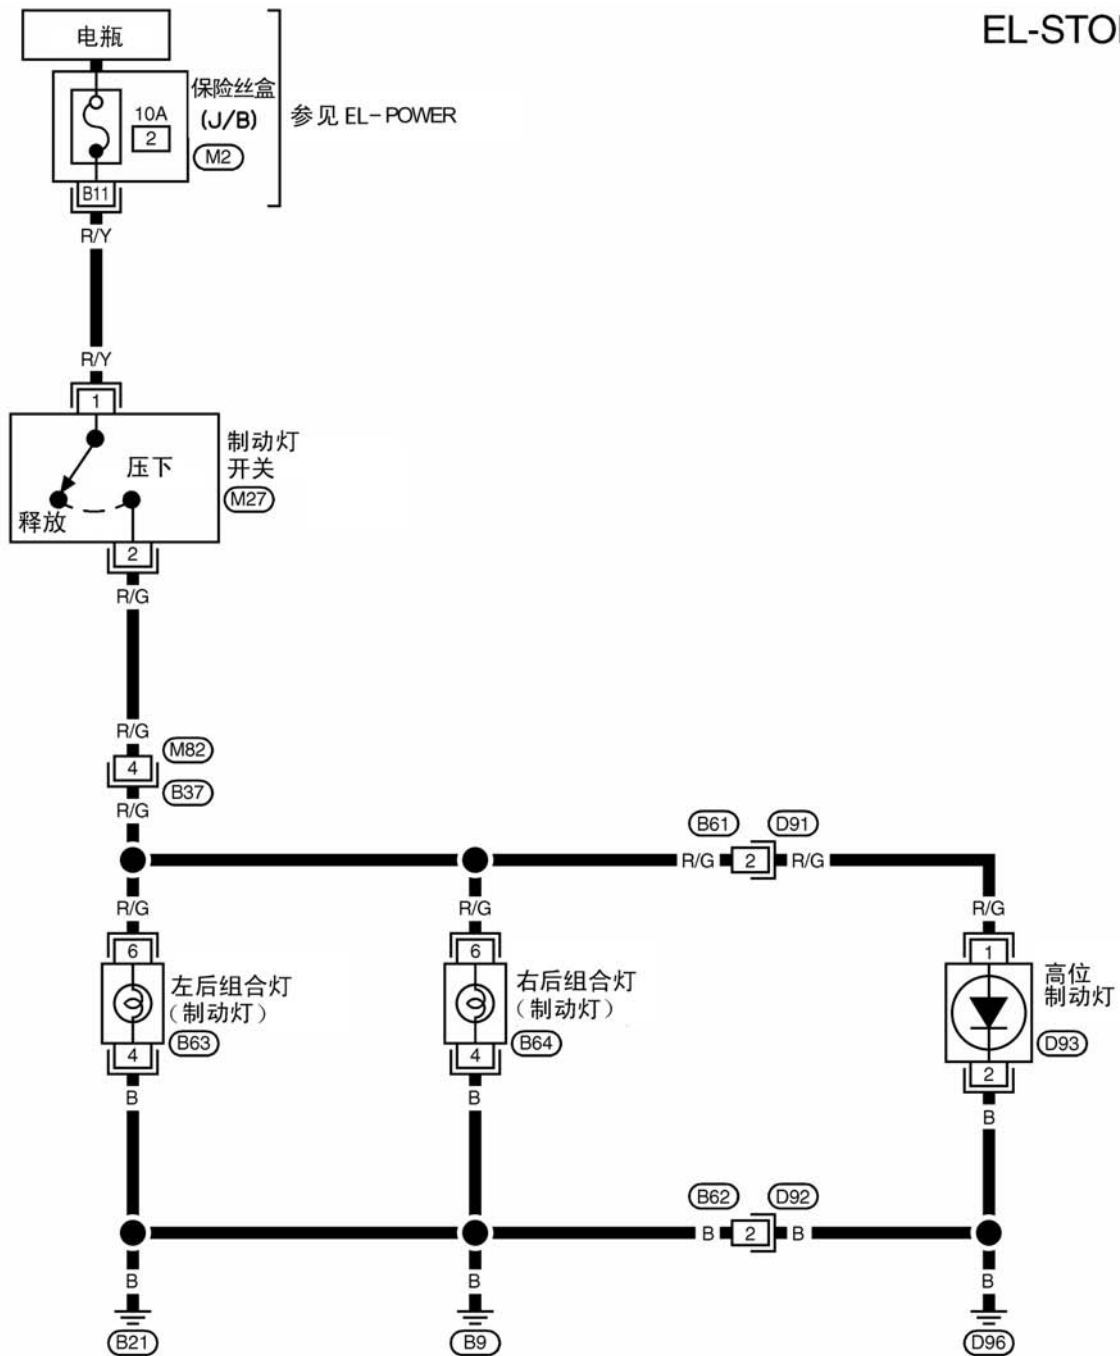 EL-STO
电瓶
保险丝盒
(J/B)
10A
2
M2
参见 EL-POWER
B11
R/Y
R/Y
1
制动灯
开关
压下
M27
释放
2
R/G
R/G
M82
4
B37
R/G
B61
D91
R/G
2
R/G
R/G
R/G
R/G
6
6
1
左后组合灯
(制动灯)
B63
右后组合灯
(制动灯)
B64
高位
制动灯
D93
4
4
2
B
B
B
B62
D92
B
2
B
B
B
B
B21
B9
D96